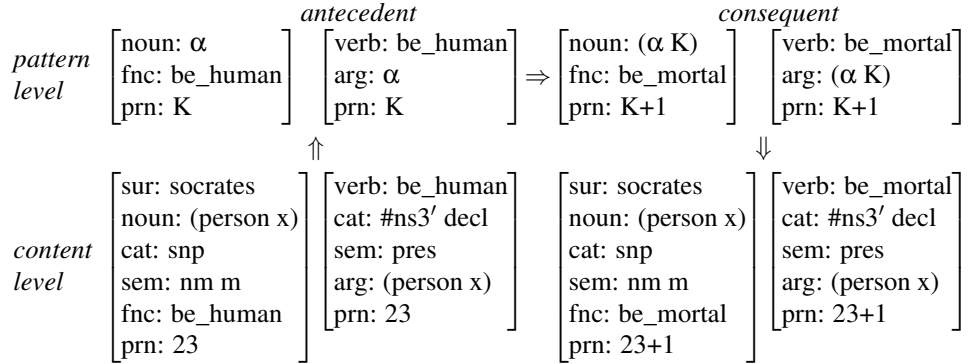 antecedent consequent
pattern level
[noun: α
fnc: be_human
prn: K]
[verb: be_human
arg: α
prn: K]
⇒
[noun: (α K)
fnc: be_mortal
prn: K+1]
[verb: be_mortal
arg: (α K)
prn: K+1]
⇑ ⇓
content level
[sur: socrates
noun: (person x)
cat: snp
sem: nm m
fnc: be_human
prn: 23]
[verb: be_human
cat: #ns3′ decl
sem: pres
arg: (person x)
prn: 23]
[sur: socrates
noun: (person x)
cat: snp
sem: nm m
fnc: be_mortal
prn: 23+1]
[verb: be_mortal
cat: #ns3′ decl
sem: pres
arg: (person x)
prn: 23+1]